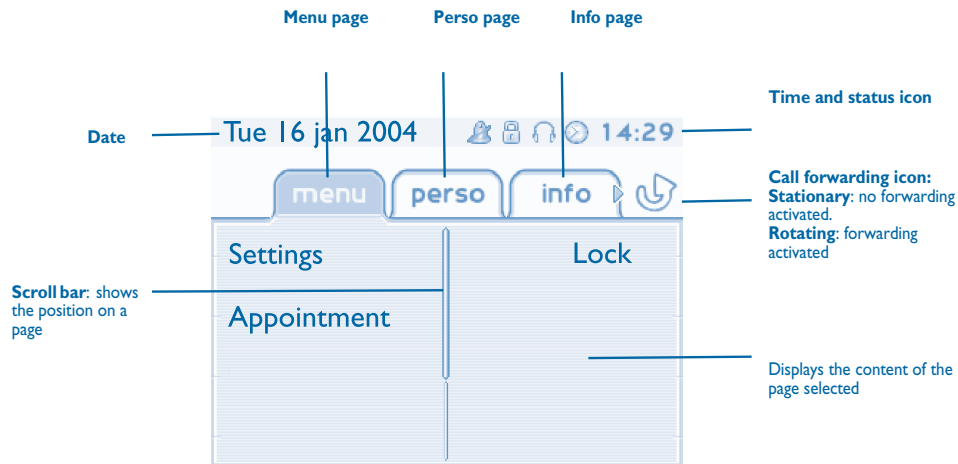 Menu page
Perso page
Info page
Time and status icon
Date
Tue 16 jan 2004
14:29
menu
perso
info
Call forwarding icon:
Stationary: no forwarding
activated.
Rotating: forwarding
activated
Settings
Lock
Scroll bar: shows
the position on a
page
Appointment
Displays the content of the
page selected